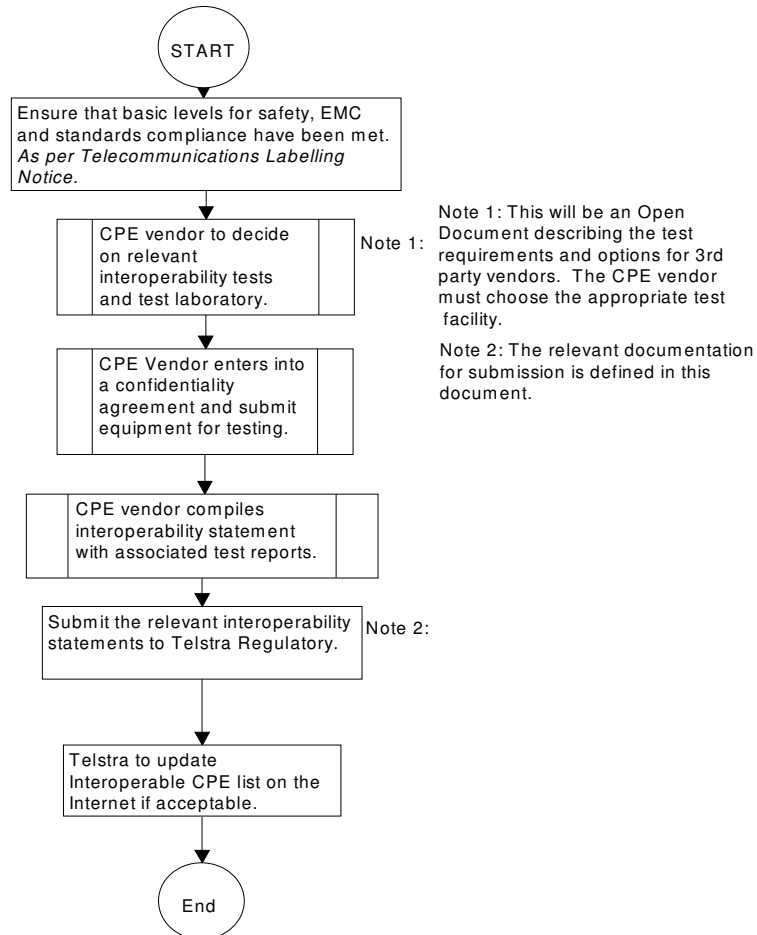 START
Ensure that basic levels for safety, EMC
and standards compliance have been met.
As per Telecommunications Labelling
Notice.
CPE vendor to decide
on relevant
interoperability tests
and test laboratory.
Note 1:
Note 1: This will be an Open
Document describing the test
requirements and options for 3rd
party vendors. The CPE vendor
must choose the appropriate test
facility.
Note 2: The relevant documentation
for submission is defined in this
document.
CPE Vendor enters into
a confidentiality
agreement and submit
equipment for testing.
CPE vendor compiles
interoperability statement
with associated test reports.
Submit the relevant interoperability
statements to Telstra Regulatory.
Note 2:
Telstra to update
Interoperable CPE list on the
Internet if acceptable.
End